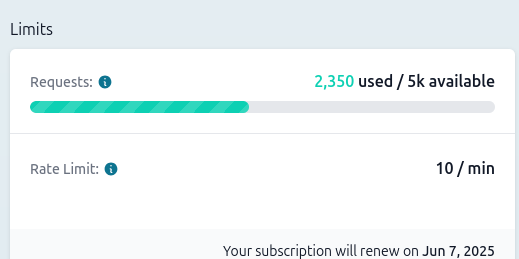 Limits
Requests:
2,350 used / 5k available
Rate Limit:
10 / min
Your subscription will renew on Jun 7, 2025